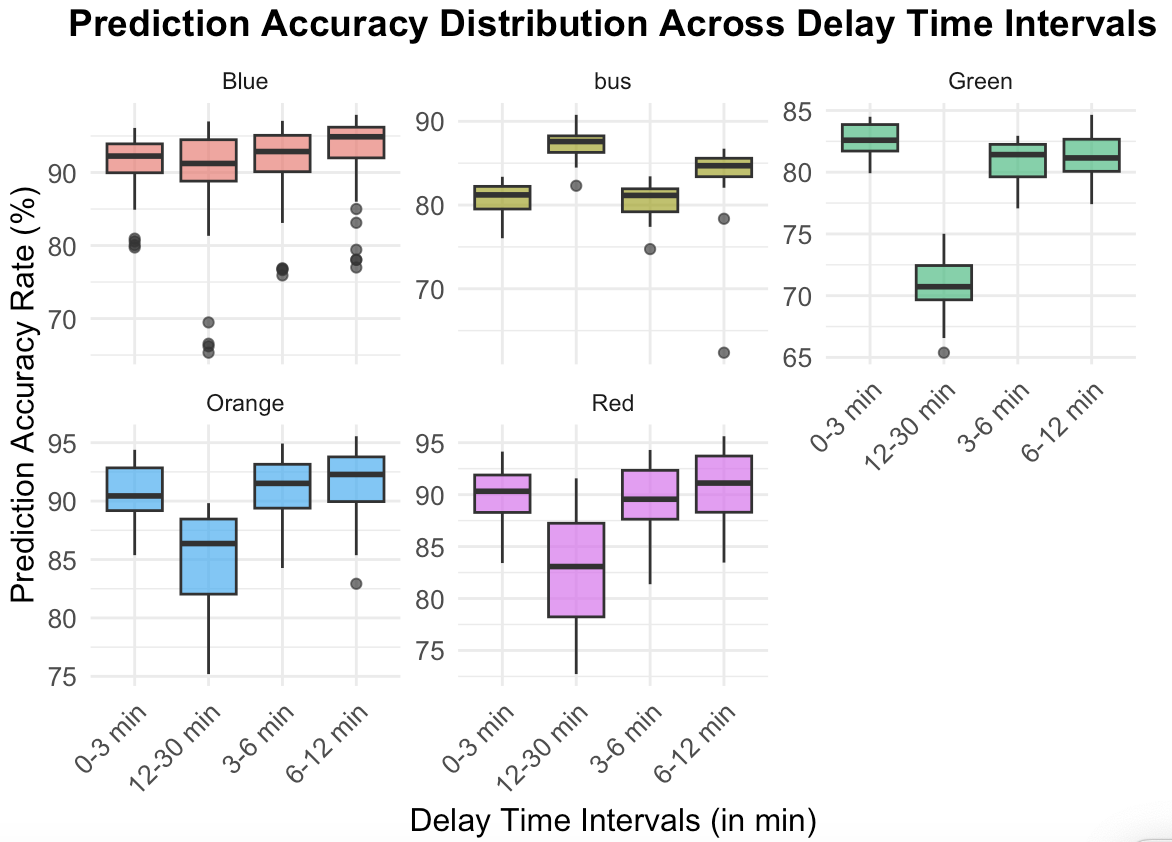 Prediction Accuracy Distribution Across Delay Time Intervals
Blue
bus
Green
90
80
70
90
80
70
85
80
75
70
65
0-3 min
12-30 min
3-6 min
6-12 min
Orange
Red
95
90
85
80
75
95
90
85
80
75
0-3 min
12-30 min
3-6 min
6-12 min
0-3 min
12-30 min
3-6 min
6-12 min
Prediction Accuracy Rate (%)
Delay Time Intervals (in min)